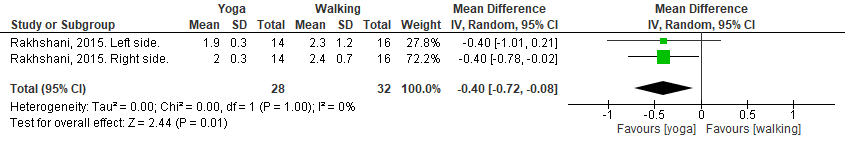 Yoga Walking Mean Difference Mean Difference
Study or Subgroup Mean SD Total Mean SD Total Weight IV, Random, 95% CI IV, Random, 95% CI
Rakhshani, 2015. Left side. 1.9 0.3 14 2.3 1.2 16 27.8% -0.40 [-1.01, 0.21]
Rakhshani, 2015. Right side. 2 0.3 14 2.4 0.7 16 72.2% -0.40 [-0.78, -0.02]
Total (95% CI) 28 32 100.0% -0.40 [-0.72, -0.08]
Heterogeneity: Tau² = 0.00; Chi² = 0.00, df = 1 (P = 1.00); I² = 0%
Test for overall effect: Z = 2.44 (P = 0.01)
-1 -0.5 0 0.5 1
Favours [yoga] Favours [walking]